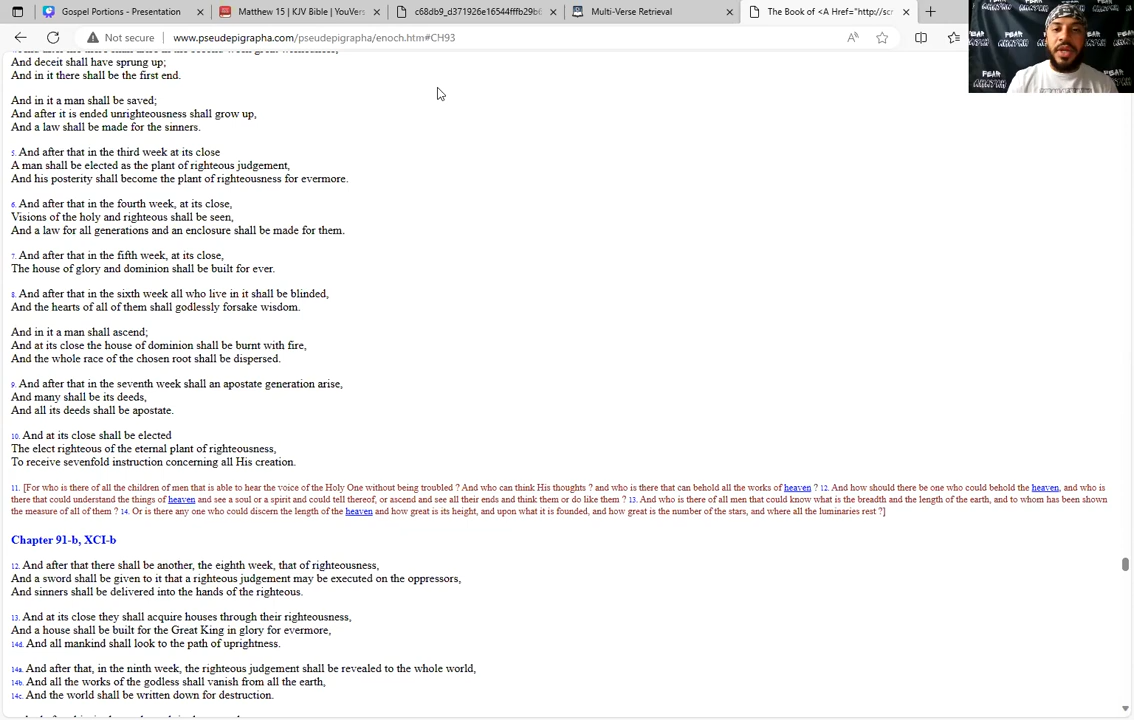 Gospel Portions - Presentation
Matthew 15 | KJV Bible | YouVers
c68db9_d371926e16544fffb29b6
Multi-Verse Retrieval
The Book of <A Href="http://scr
Not secure
www.pseudepigrapha.com/pseudepigrapha/enoch.htm#CH93
And deceit shall have sprung up;
And in it there shall be the first end.
And in it a man shall be saved;
And after it is ended unrighteousness shall grow up,
And a law shall be made for the sinners.
5. And after that in the third week at its close
A man shall be elected as the plant of righteous judgement,
And his posterity shall become the plant of righteousness for evermore.
6. And after that in the fourth week, at its close,
Visions of the holy and righteous shall be seen,
And a law for all generations and an enclosure shall be made for them.
7. And after that in the fifth week, at its close,
The house of glory and dominion shall be built for ever.
8. And after that in the sixth week all who live in it shall be blinded,
And the hearts of all of them shall godlessly forsake wisdom.
And in it a man shall ascend;
And at its close the house of dominion shall be burnt with fire,
And the whole race of the chosen root shall be dispersed.
9. And after that in the seventh week shall an apostate generation arise,
And many shall be its deeds,
And all its deeds shall be apostate.
10. And at its close shall be elected
The elect righteous of the eternal plant of righteousness,
To receive sevenfold instruction concerning all His creation.
11. [For who is there of all the children of men that is able to hear the voice of the Holy One without being troubled ? And who can think His thoughts ? and who is there that can behold all the works of heaven ? 12. And how should there be one who could behold the heaven, and who is
there that could understand the things of heaven and see a soul or a spirit and could tell thereof, or ascend and see all their ends and think them or do like them ? 13. And who is there of all men that could know what is the breadth and the length of the earth, and to whom has been shown
the measure of all of them ? 14. Or is there any one who could discern the length of the heaven and how great is its height, and upon what it is founded, and how great is the number of the stars, and where all the luminaries rest ?]
Chapter 91-b, XCI-b
12. And after that there shall be another, the eighth week, that of righteousness,
And a sword shall be given to it that a righteous judgement may be executed on the oppressors,
And sinners shall be delivered into the hands of the righteous.
13. And at its close they shall acquire houses through their righteousness,
And a house shall be built for the Great King in glory for evermore,
14d. And all mankind shall look to the path of uprightness.
14a. And after that, in the ninth week, the righteous judgement shall be revealed to the whole world,
14b. And all the works of the godless shall vanish from all the earth,
14c. And the world shall be written down for destruction.